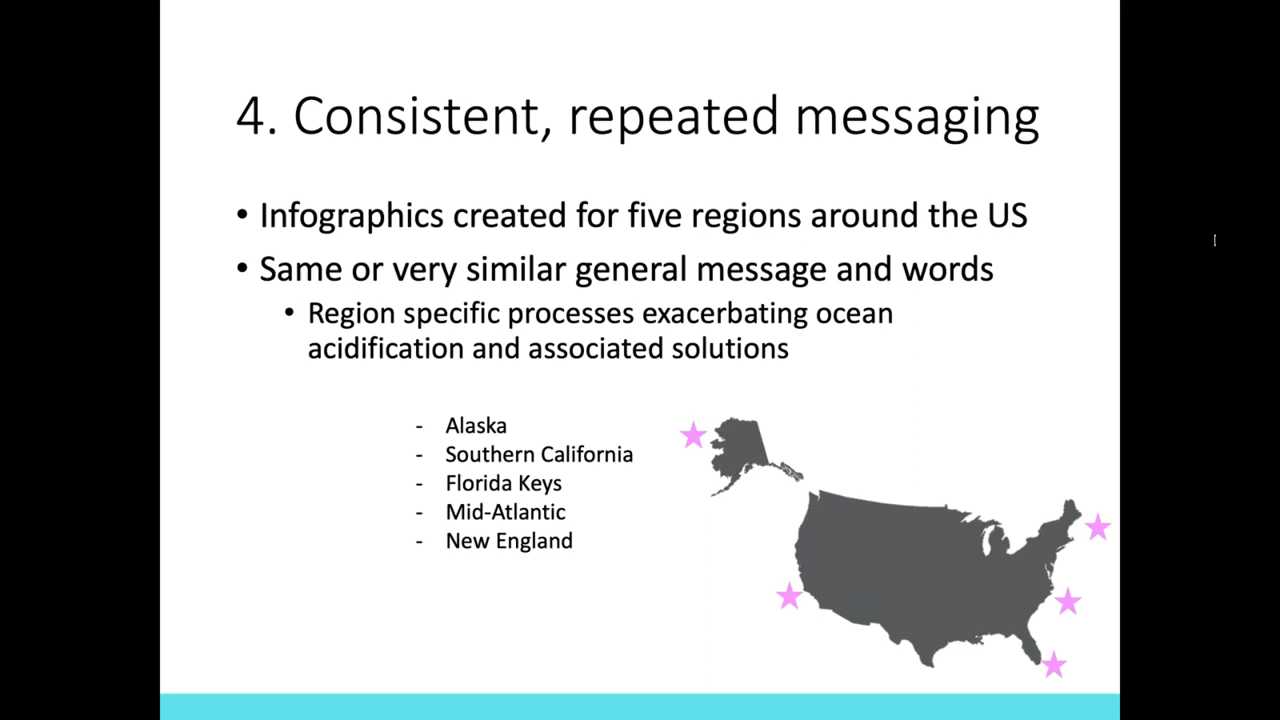 4. Consistent, repeated messaging
• Infographics created for five regions around the US
• Same or very similar general message and words
• Region specific processes exacerbating ocean
acidification and associated solutions
- Alaska
- Southern California
- Florida Keys
- Mid-Atlantic
- New England